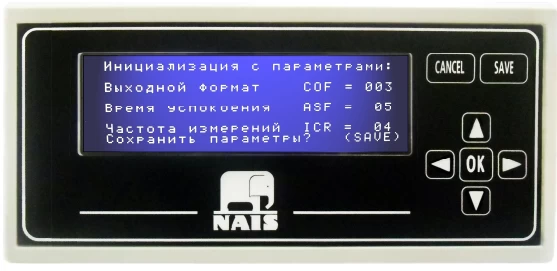 Инициализация с параметрами:
Выходной формат COF = 003
Время успокоения ASF = 05
Частота измерений ICR = 04
Сохранить параметры? (SAVE)
CANCEL SAVE
OK
NAIS